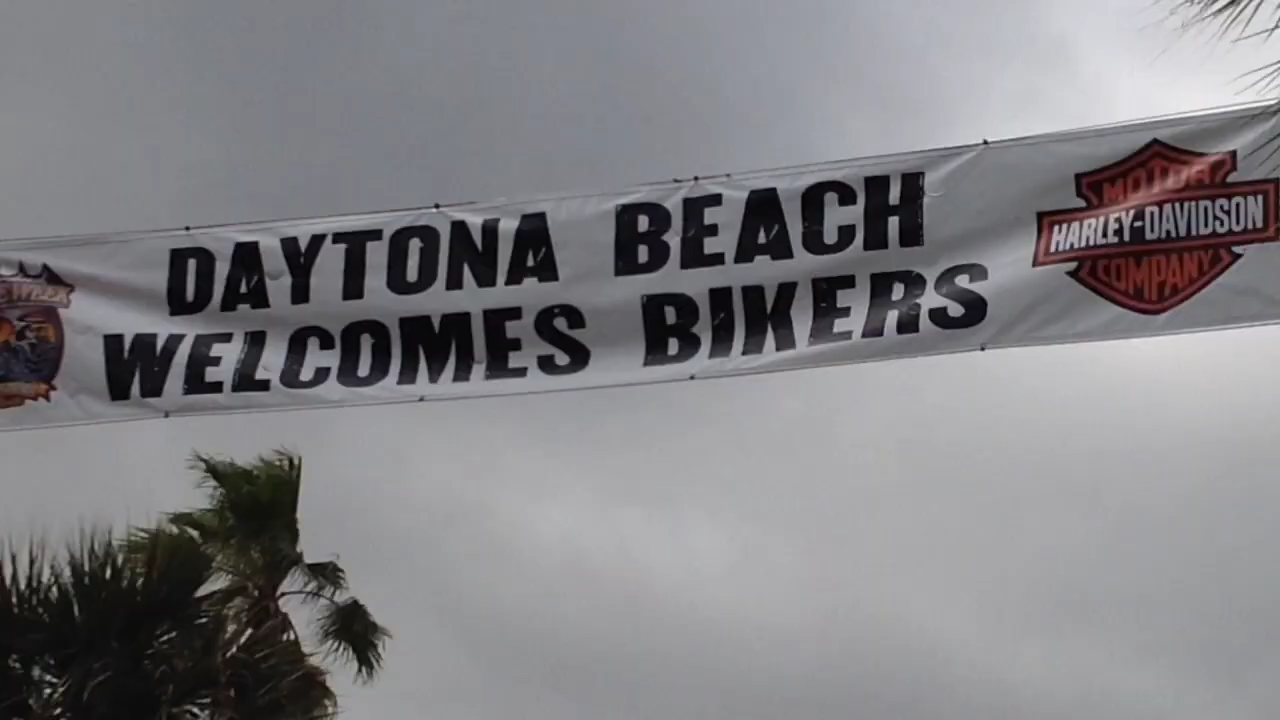 DAYTONA BEACH
WELCOMES BIKERS
MOTOR
HARLEY-DAVIDSON
COMPANY